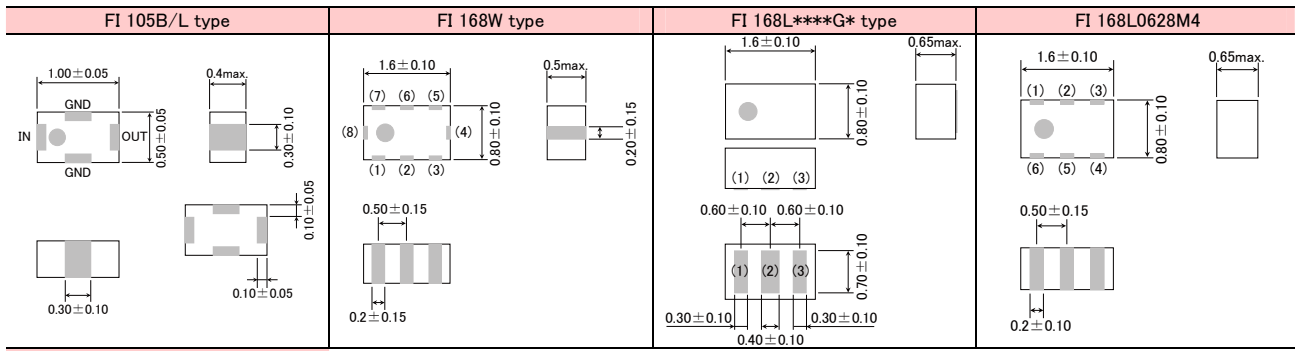 FI 105B/L type
1.00±0.05
GND
IN
OUT
GND
0.50±0.05
0.4max.
0.30±0.10
0.30±0.10
0.10±0.05
0.10±0.05
FI 168W type
1.6±0.10
(7) (6) (5)
(8)
(4)
(1) (2) (3)
0.80±0.10
0.5max.
0.20±0.15
0.50±0.15
0.2±0.15
FI 168L****G* type
1.6±0.10
0.80±0.10
0.65max.
(1) (2) (3)
0.60±0.10 0.60±0.10
(1) (2) (3)
0.70±0.10
0.30±0.10
0.30±0.10
0.40±0.10
FI 168L0628M4
1.6±0.10
(1) (2) (3)
(6) (5) (4)
0.80±0.10
0.65max.
0.50±0.15
0.2±0.10